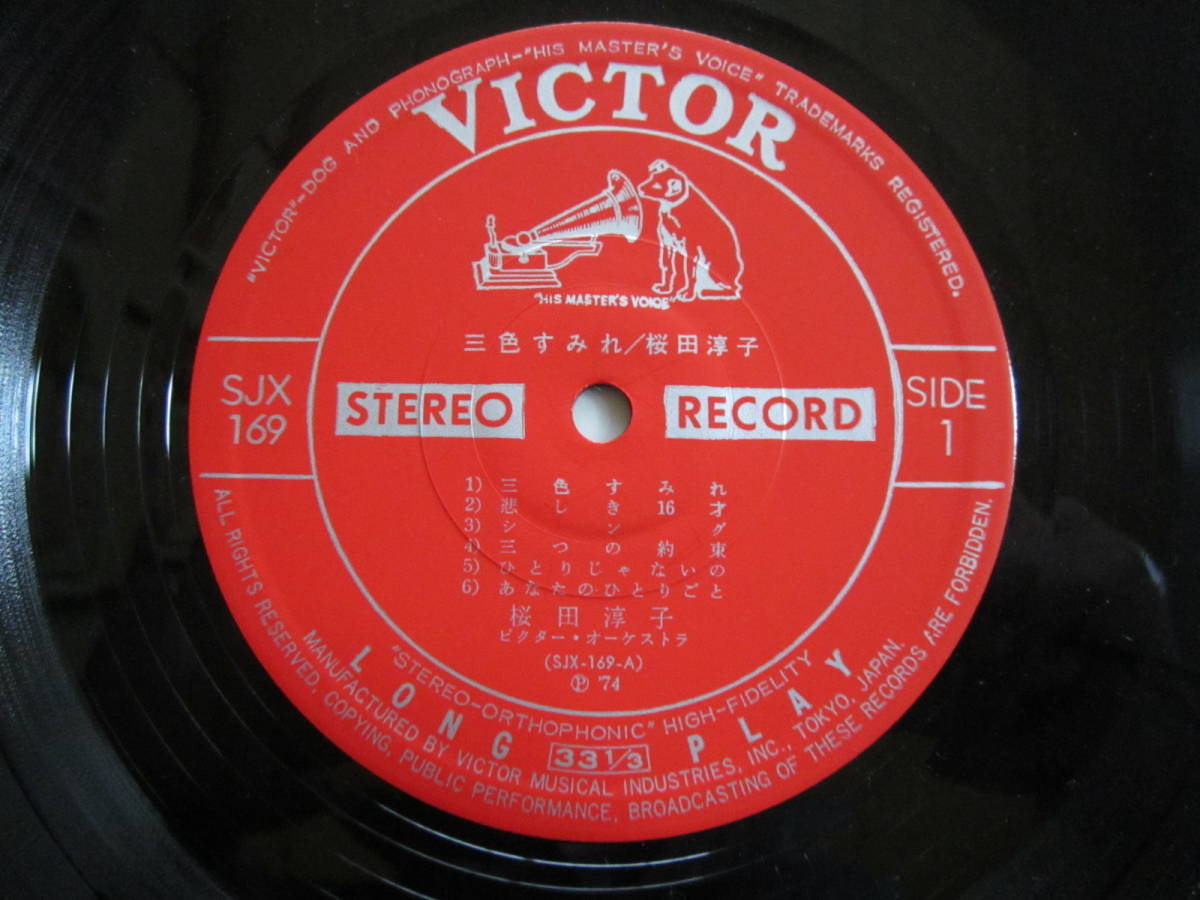 "VICTOR"–DOG AND PHONOGRAPH–"HIS MASTER'S VOICE" TRADEMARKS REGISTERED.
VICTOR
"HIS MASTER'S VOICE"
三色すみれ/桜田淳子
SJX
169
STEREO RECORD
SIDE
1
1) 三色すみれ
2) 悲しき16才
3) シング
4) 三つの約束
5) ひとりじゃないの
6) あなたのひとりごと
桜田淳子
ビクター・オーケストラ
(SJX-169-A)
Ⓟ '74
"STEREO-ORTHOPHONIC" HIGH-FIDELITY
LONG 33 1/3 PLAY
MANUFACTURED BY VICTOR MUSICAL INDUSTRIES, INC., TOKYO, JAPAN.
ALL RIGHTS RESERVED, COPYING, PUBLIC PERFORMANCE, BROADCASTING OF THESE RECORDS ARE FORBIDDEN.